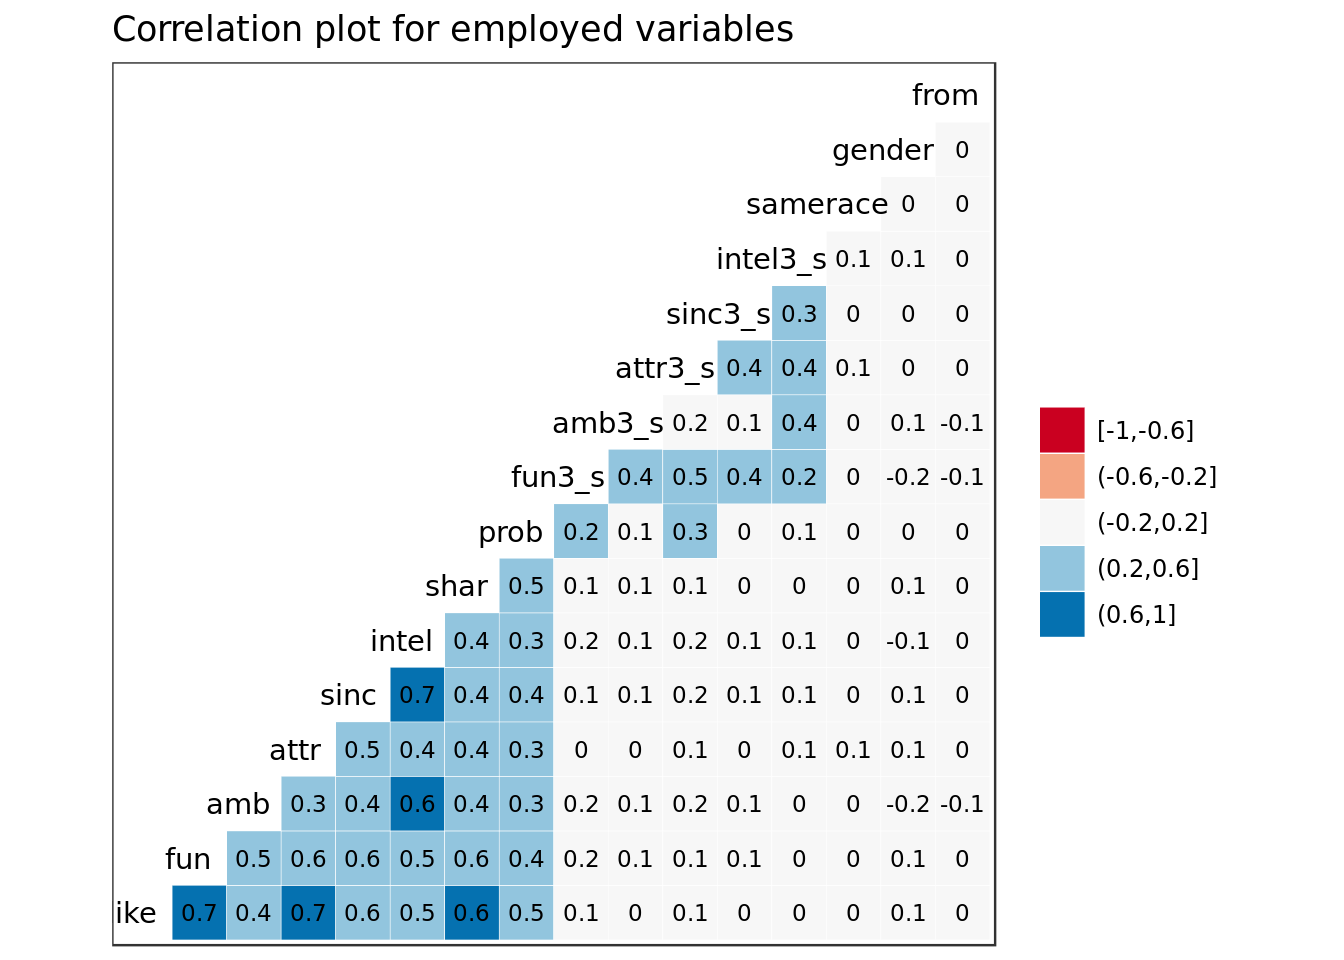 Correlation plot for employed variables
from
gender 0
samerace 0 0
intel3_s 0.1 0.1 0
sinc3_s 0.3 0 0 0
attr3_s 0.4 0.4 0.1 0 0
amb3_s 0.2 0.1 0.4 0 0.1 -0.1
fun3_s 0.4 0.5 0.4 0.2 0 -0.2 -0.1
prob 0.2 0.1 0.3 0 0.1 0 0 0
shar 0.5 0.1 0.1 0.1 0 0 0 0.1 0
intel 0.4 0.3 0.2 0.1 0.2 0.1 0.1 0 -0.1 0
sinc 0.7 0.4 0.4 0.1 0.1 0.2 0.1 0.1 0 0.1 0
attr 0.5 0.4 0.4 0.3 0 0 0.1 0 0.1 0.1 0.1 0
amb 0.3 0.4 0.6 0.4 0.3 0.2 0.1 0.2 0.1 0 0 -0.2 -0.1
fun 0.5 0.6 0.6 0.5 0.6 0.4 0.2 0.1 0.1 0.1 0 0 0.1 0
ike 0.7 0.4 0.7 0.6 0.5 0.6 0.5 0.1 0 0.1 0 0 0 0.1 0
[-1,-0.6]
(-0.6,-0.2]
(-0.2,0.2]
(0.2,0.6]
(0.6,1]